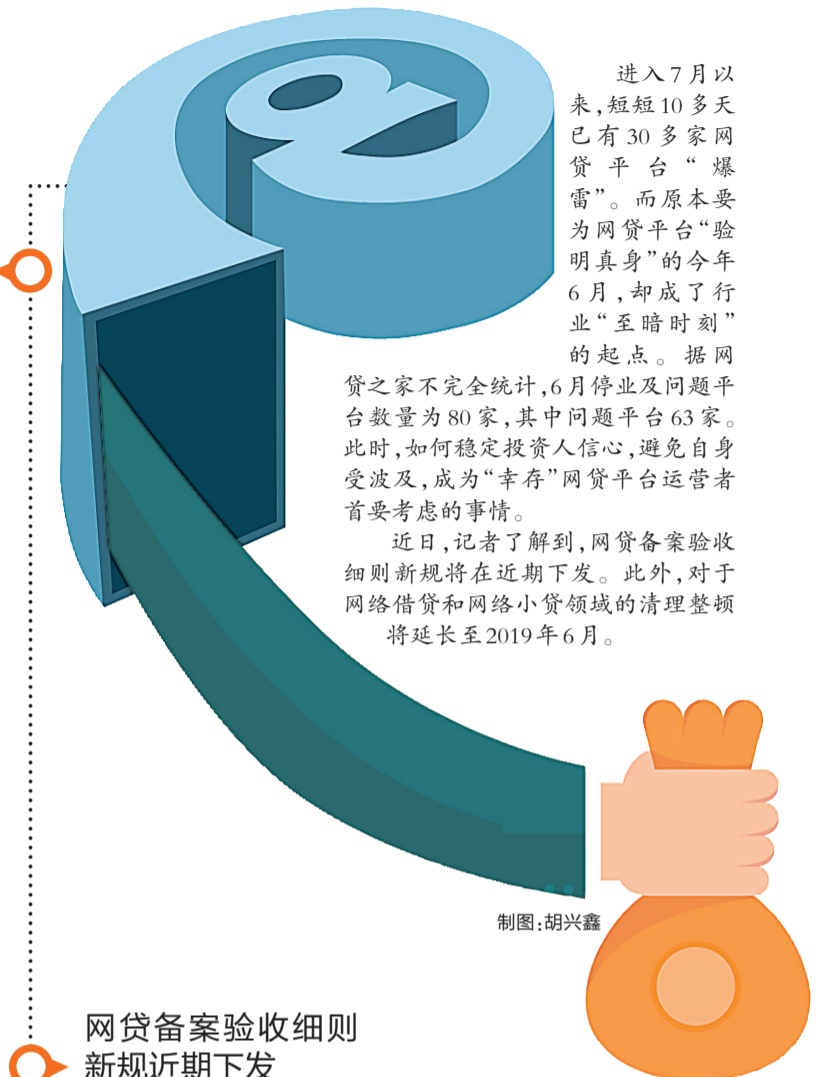 进入7月以
来,短短10多天
已有30多家网
贷平台“爆
雷”。而原本要
为网贷平台“验
明真身”的今年
6月,却成了行
业“至暗时刻”
的起点。据网
贷之家不完全统计,6月停业及问题平
台数量为80家,其中问题平台63家。
此时,如何稳定投资人信心,避免自身
受波及,成为“幸存”网贷平台运营者
首要考虑的事情。
近日,记者了解到,网贷备案验收
细则新规将在近期下发。此外,对于
网络借贷和网络小贷领域的清理整顿
将延长至2019年6月。
制图:胡兴鑫
网贷备案验收细则
新规近期下发